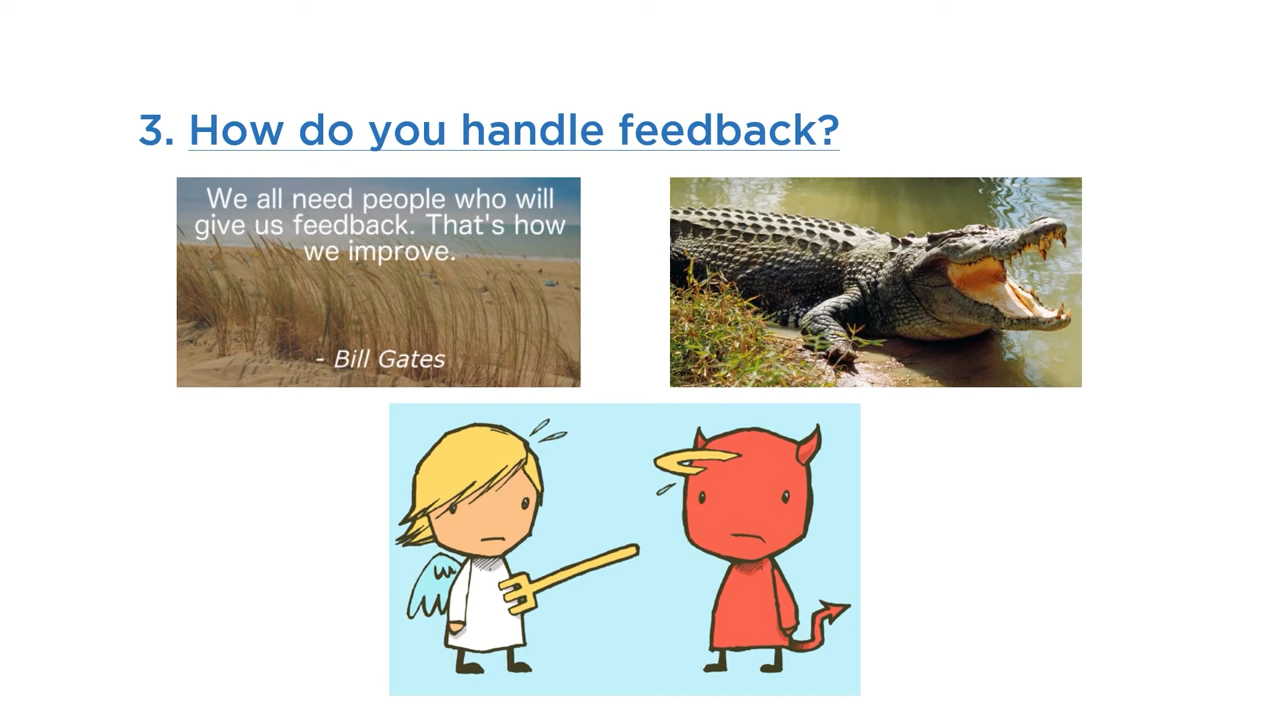 3. How do you handle feedback?
We all need people who will
give us feedback. That's how
we improve.
- Bill Gates